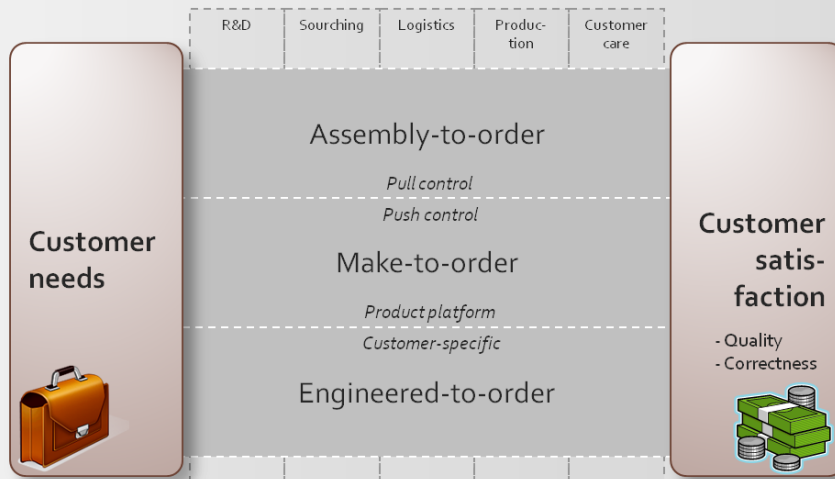 R&D
Sourching
Logistics
Produc-
tion
Customer
care
Customer
needs
Assembly-to-order
Pull control
Push control
Make-to-order
Product platform
Customer-specific
Engineered-to-order
Customer
satis-
faction
- Quality
- Correctness